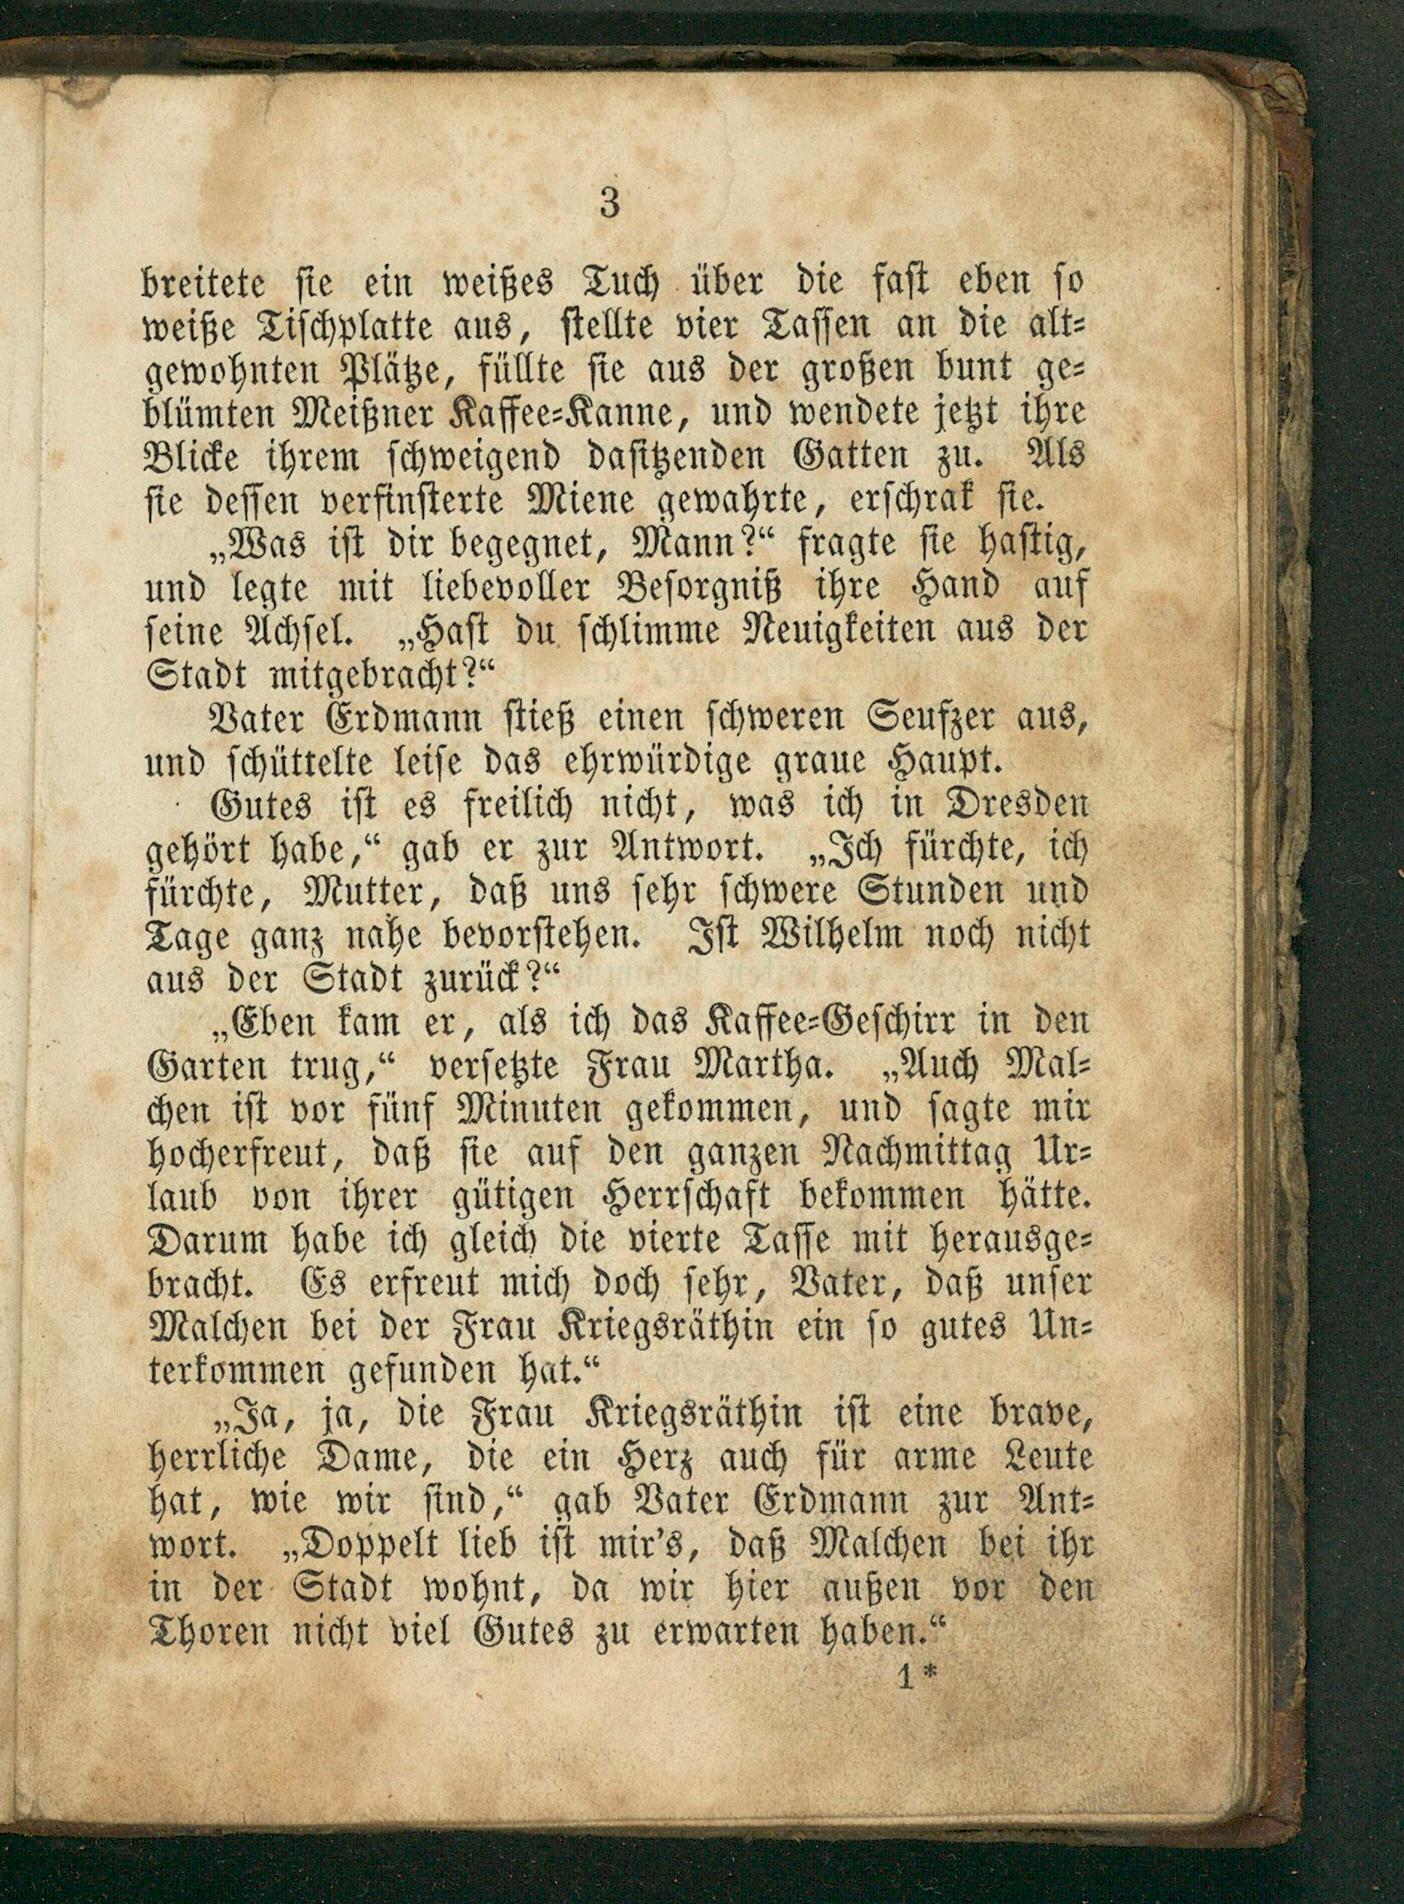 3
breitete sie ein weißes Tuch über die fast eben so
weiße Tischplatte aus, stellte vier Tassen an die alt-
gewohnten Plätze, füllte sie aus der großen bunt ge-
blümten Meißner Kaffee-Kanne, und wendete jetzt ihre
Blicke ihrem schweigend dasitzenden Gatten zu. Als
sie dessen verfinsterte Miene gewahrte, erschrak sie.
„Was ist dir begegnet, Mann?“ fragte sie hastig,
und legte mit liebevoller Besorgniß ihre Hand auf
seine Achsel. „Hast du schlimme Neuigkeiten aus der
Stadt mitgebracht?“
Vater Erdmann stieß einen schweren Seufzer aus,
und schüttelte leise das ehrwürdige graue Haupt.
Gutes ist es freilich nicht, was ich in Dresden
gehört habe,“ gab er zur Antwort. „Ich fürchte, ich
fürchte, Mutter, daß uns sehr schwere Stunden und
Tage ganz nahe bevorstehen. Ist Wilhelm noch nicht
aus der Stadt zurück?“
„Eben kam er, als ich das Kaffee-Geschirr in den
Garten trug,“ versetzte Frau Martha. „Auch Mal-
chen ist vor fünf Minuten gekommen, und sagte mir
hocherfreut, daß sie auf den ganzen Nachmittag Ur-
laub von ihrer gütigen Herrschaft bekommen hätte.
Darum habe ich gleich die vierte Tasse mit herausge-
bracht. Es erfreut mich doch sehr, Vater, daß unser
Malchen bei der Frau Kriegsräthin ein so gutes Un-
terkommen gefunden hat.“
„Ja, ja, die Frau Kriegsräthin ist eine brave,
herrliche Dame, die ein Herz auch für arme Leute
hat, wie wir sind,“ gab Vater Erdmann zur Ant-
wort. „Doppelt lieb ist mir's, daß Malchen bei ihr
in der Stadt wohnt, da wir hier außen vor den
Thoren nicht viel Gutes zu erwarten haben.“
1*